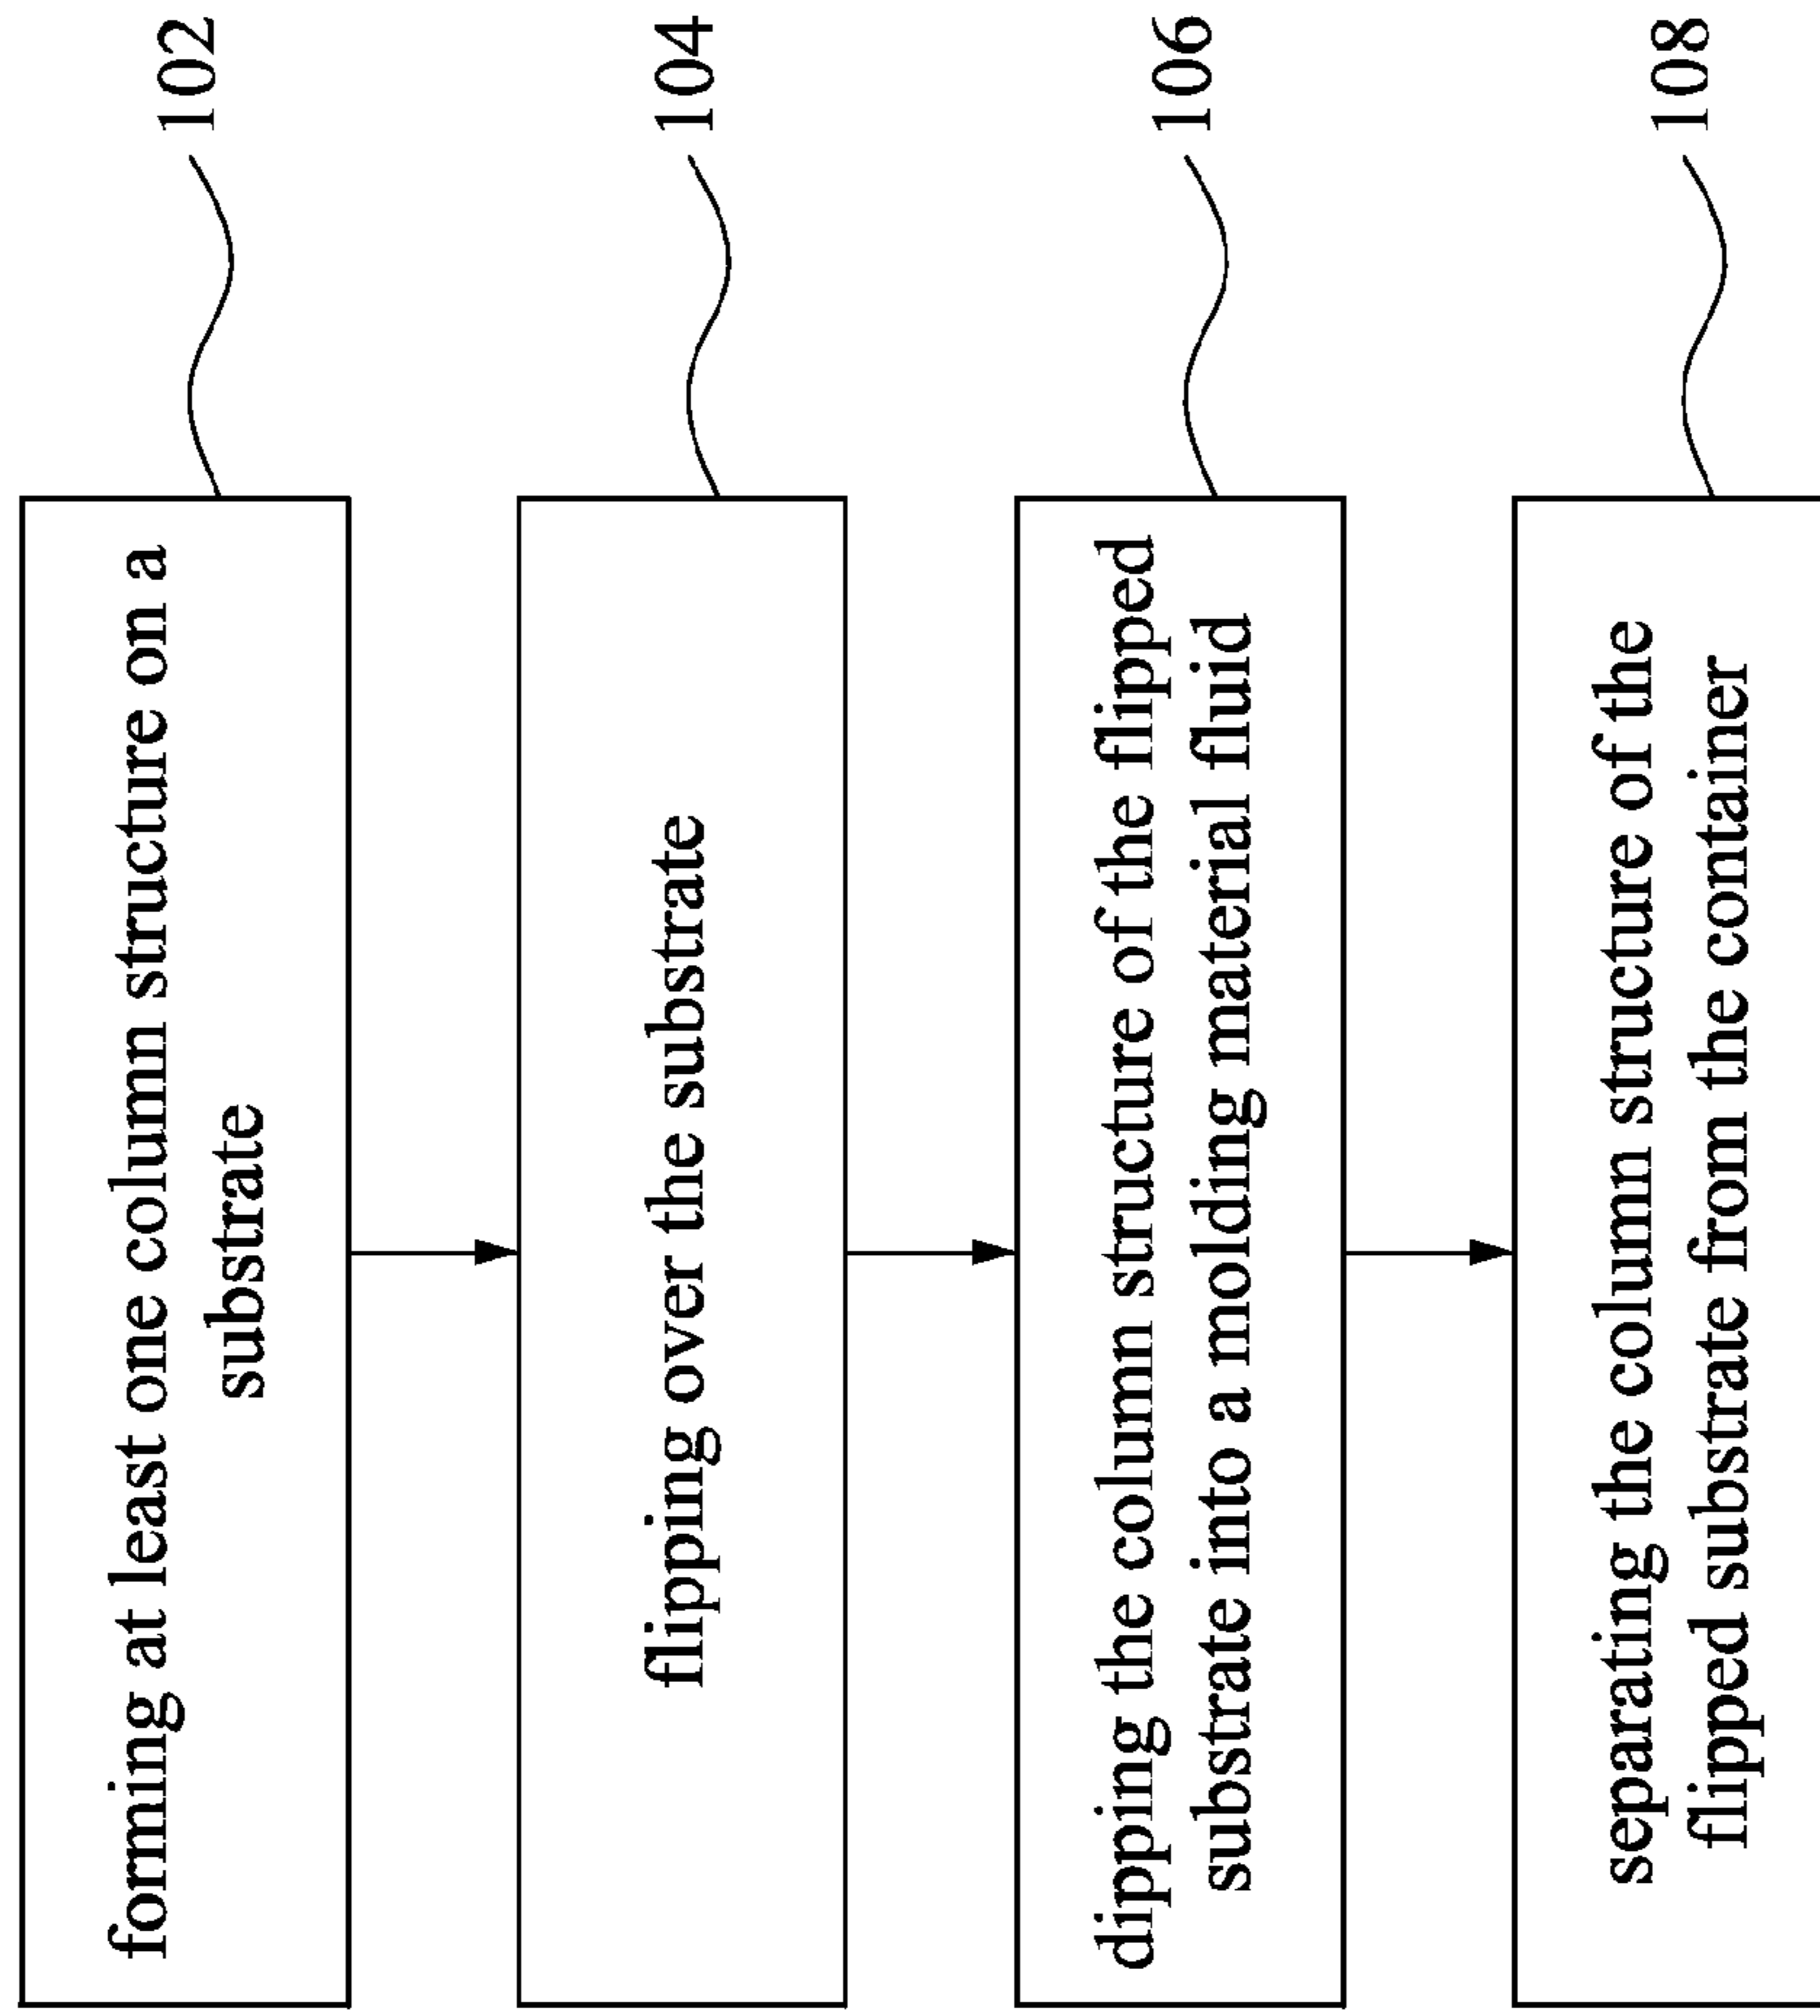 forming at least one column structure on a
substrate
102
flipping over the substrate
104
dipping the column structure of the flipped
substrate into a molding material fluid
106
separating the column structure of the
flipped substrate from the container
108